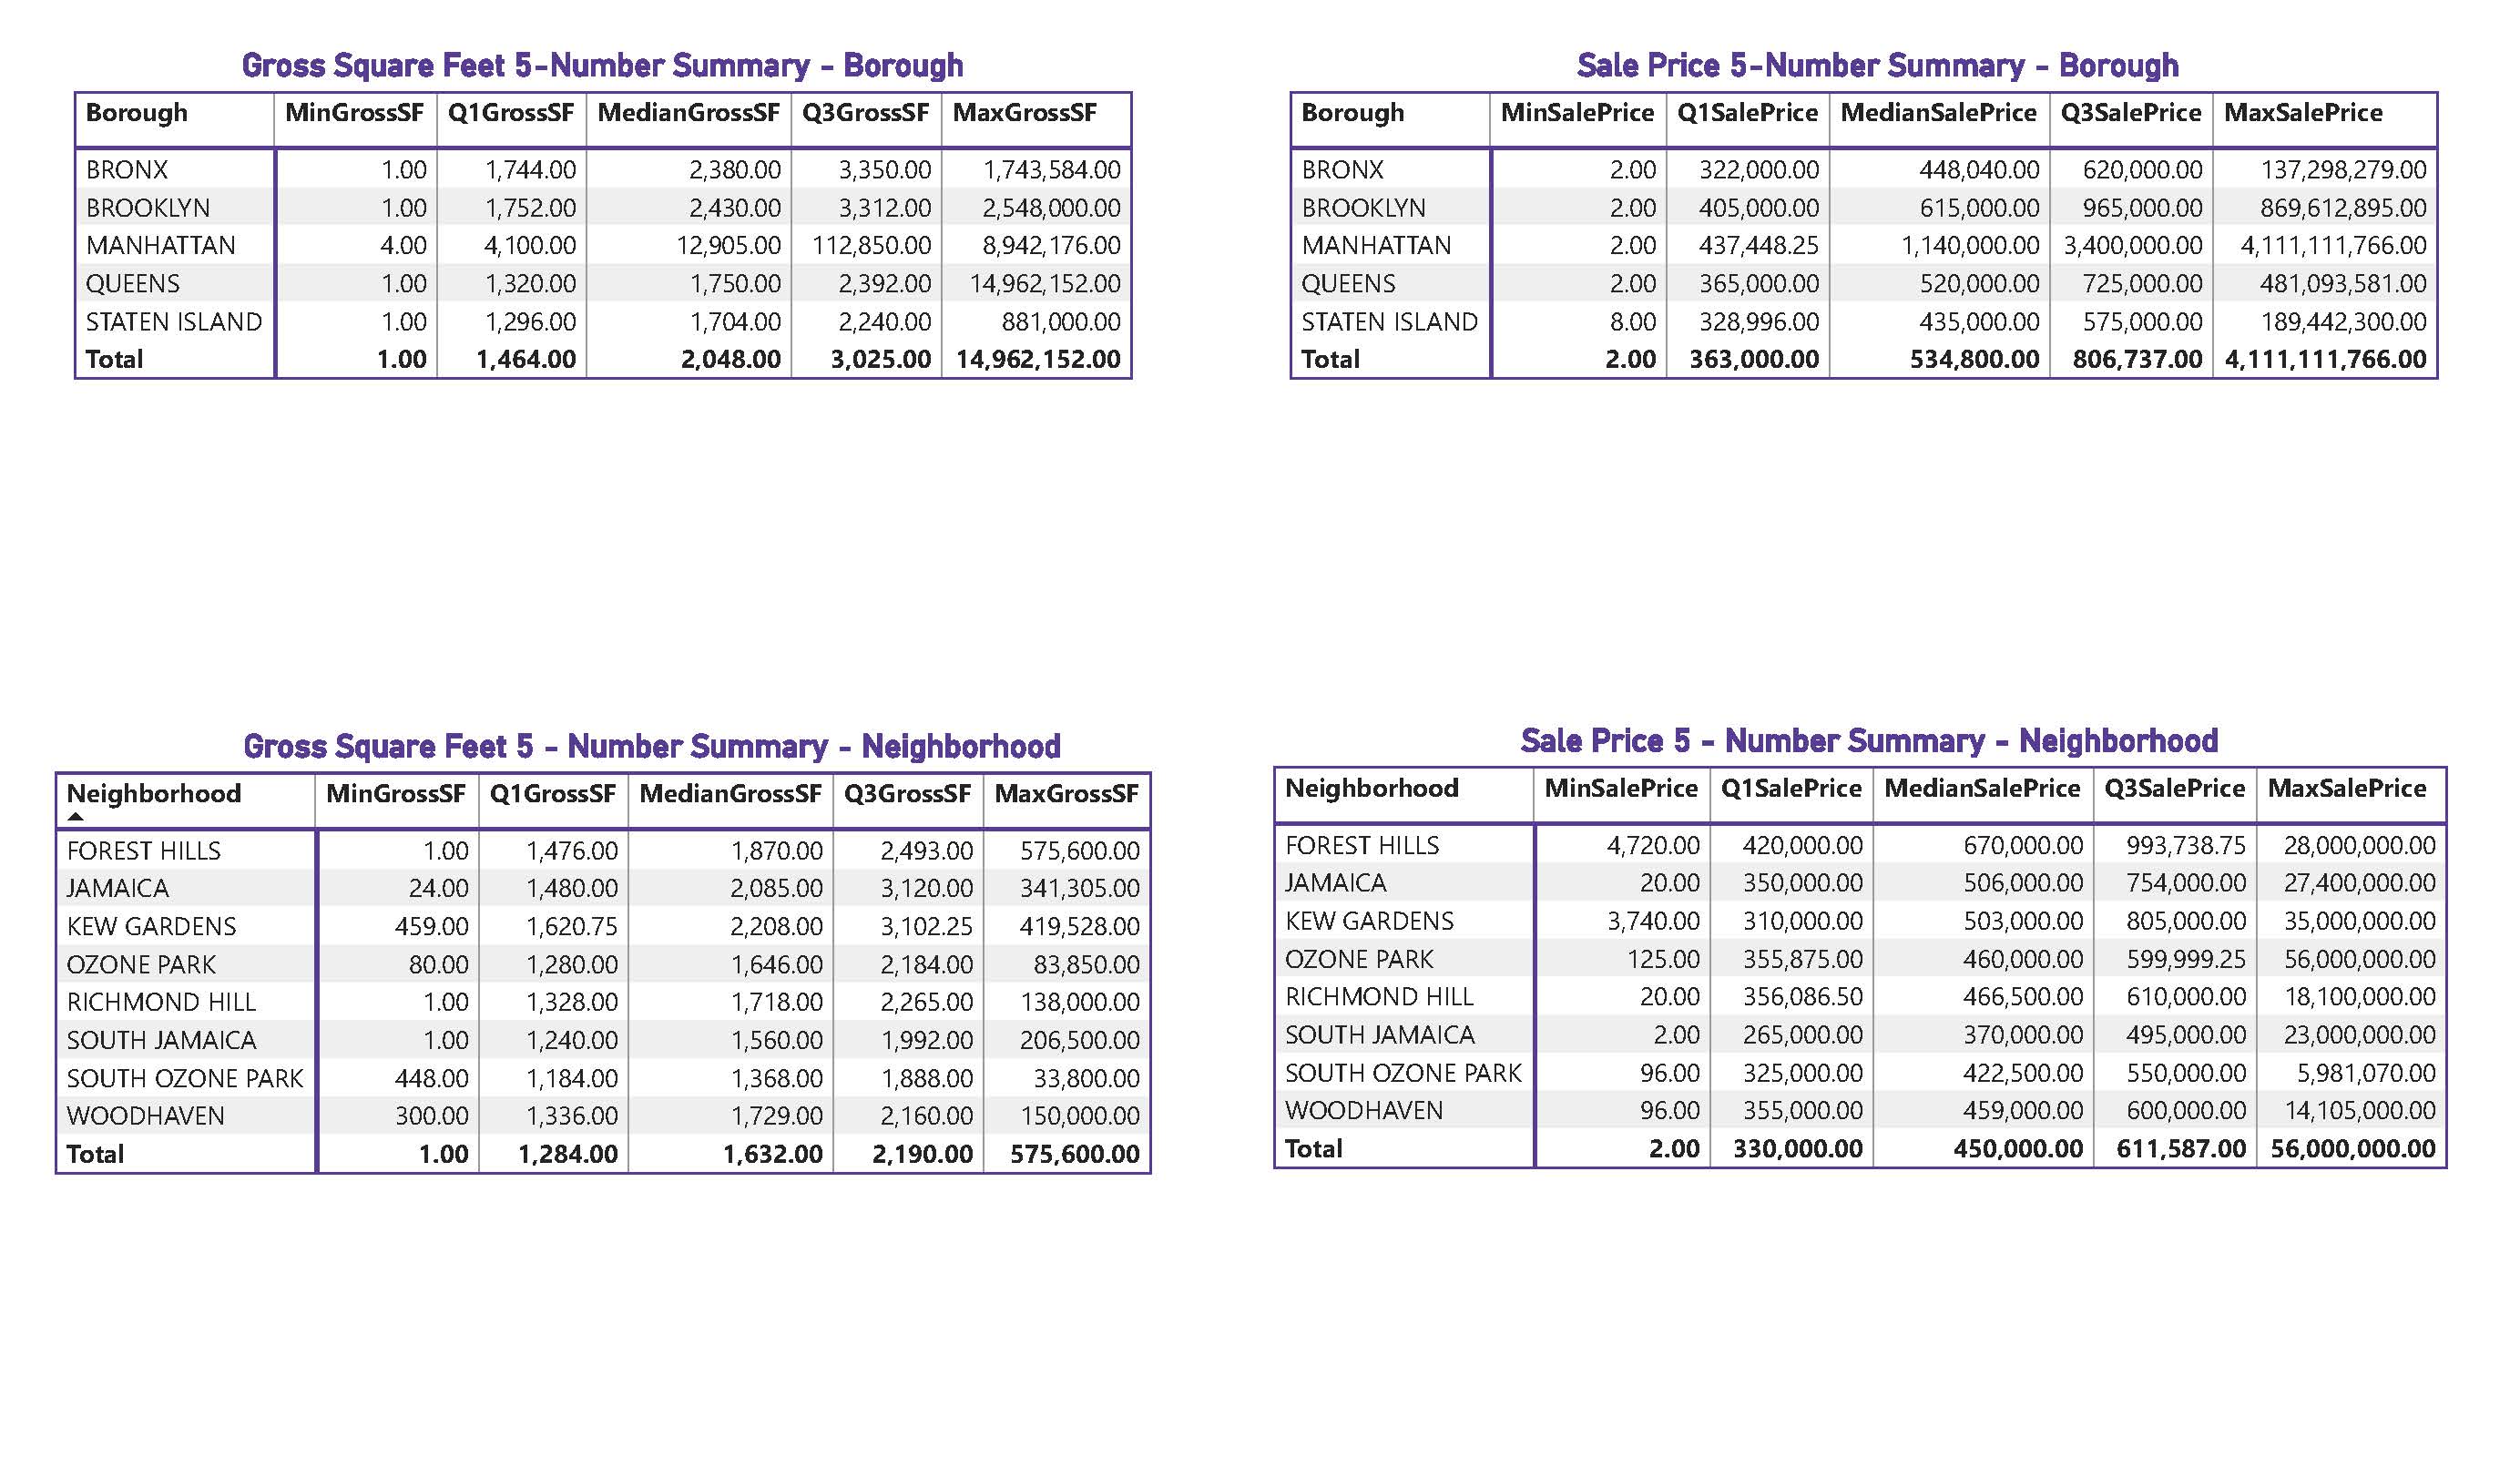 Gross Square Feet 5-Number Summary - Borough
Borough MinGrossSF Q1GrossSF MedianGrossSF Q3GrossSF MaxGrossSF
BRONX 1.00 1,744.00 2,380.00 3,350.00 1,743,584.00
BROOKLYN 1.00 1,752.00 2,430.00 3,312.00 2,548,000.00
MANHATTAN 4.00 4,100.00 12,905.00 112,850.00 8,942,176.00
QUEENS 1.00 1,320.00 1,750.00 2,392.00 14,962,152.00
STATEN ISLAND 1.00 1,296.00 1,704.00 2,240.00 881,000.00
Total 1.00 1,464.00 2,048.00 3,025.00 14,962,152.00
Sale Price 5-Number Summary - Borough
Borough MinSalePrice Q1SalePrice MedianSalePrice Q3SalePrice MaxSalePrice
BRONX 2.00 322,000.00 448,040.00 620,000.00 137,298,279.00
BROOKLYN 2.00 405,000.00 615,000.00 965,000.00 869,612,895.00
MANHATTAN 2.00 437,448.25 1,140,000.00 3,400,000.00 4,111,111,766.00
QUEENS 2.00 365,000.00 520,000.00 725,000.00 481,093,581.00
STATEN ISLAND 8.00 328,996.00 435,000.00 575,000.00 189,442,300.00
Total 2.00 363,000.00 534,800.00 806,737.00 4,111,111,766.00
Gross Square Feet 5 - Number Summary - Neighborhood
Neighborhood MinGrossSF Q1GrossSF MedianGrossSF Q3GrossSF MaxGrossSF
FOREST HILLS 1.00 1,476.00 1,870.00 2,493.00 575,600.00
JAMAICA 24.00 1,480.00 2,085.00 3,120.00 341,305.00
KEW GARDENS 459.00 1,620.75 2,208.00 3,102.25 419,528.00
OZONE PARK 80.00 1,280.00 1,646.00 2,184.00 83,850.00
RICHMOND HILL 1.00 1,328.00 1,718.00 2,265.00 138,000.00
SOUTH JAMAICA 1.00 1,240.00 1,560.00 1,992.00 206,500.00
SOUTH OZONE PARK 448.00 1,184.00 1,368.00 1,888.00 33,800.00
WOODHAVEN 300.00 1,336.00 1,729.00 2,160.00 150,000.00
Total 1.00 1,284.00 1,632.00 2,190.00 575,600.00
Sale Price 5 - Number Summary - Neighborhood
Neighborhood MinSalePrice Q1SalePrice MedianSalePrice Q3SalePrice MaxSalePrice
FOREST HILLS 4,720.00 420,000.00 670,000.00 993,738.75 28,000,000.00
JAMAICA 20.00 350,000.00 506,000.00 754,000.00 27,400,000.00
KEW GARDENS 3,740.00 310,000.00 503,000.00 805,000.00 35,000,000.00
OZONE PARK 125.00 355,875.00 460,000.00 599,999.25 56,000,000.00
RICHMOND HILL 20.00 356,086.50 466,500.00 610,000.00 18,100,000.00
SOUTH JAMAICA 2.00 265,000.00 370,000.00 495,000.00 23,000,000.00
SOUTH OZONE PARK 96.00 325,000.00 422,500.00 550,000.00 5,981,070.00
WOODHAVEN 96.00 355,000.00 459,000.00 600,000.00 14,105,000.00
Total 2.00 330,000.00 450,000.00 611,587.00 56,000,000.00